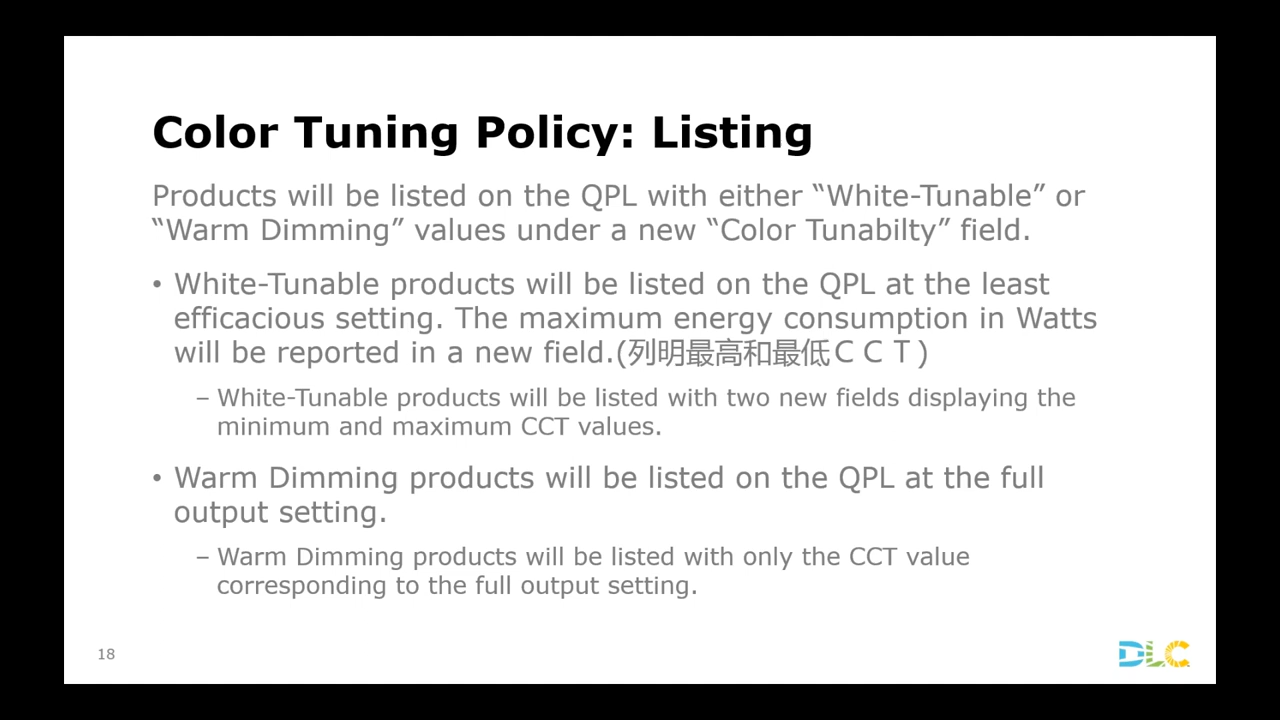 Color Tuning Policy: Listing
Products will be listed on the QPL with either “White-Tunable” or
“Warm Dimming” values under a new “Color Tunabilty” field.
• White-Tunable products will be listed on the QPL at the least
efficacious setting. The maximum energy consumption in Watts
will be reported in a new field.(列明最高和最低ＣＣＴ)
– White-Tunable products will be listed with two new fields displaying the
minimum and maximum CCT values.
• Warm Dimming products will be listed on the QPL at the full
output setting.
– Warm Dimming products will be listed with only the CCT value
corresponding to the full output setting.
18
DLC